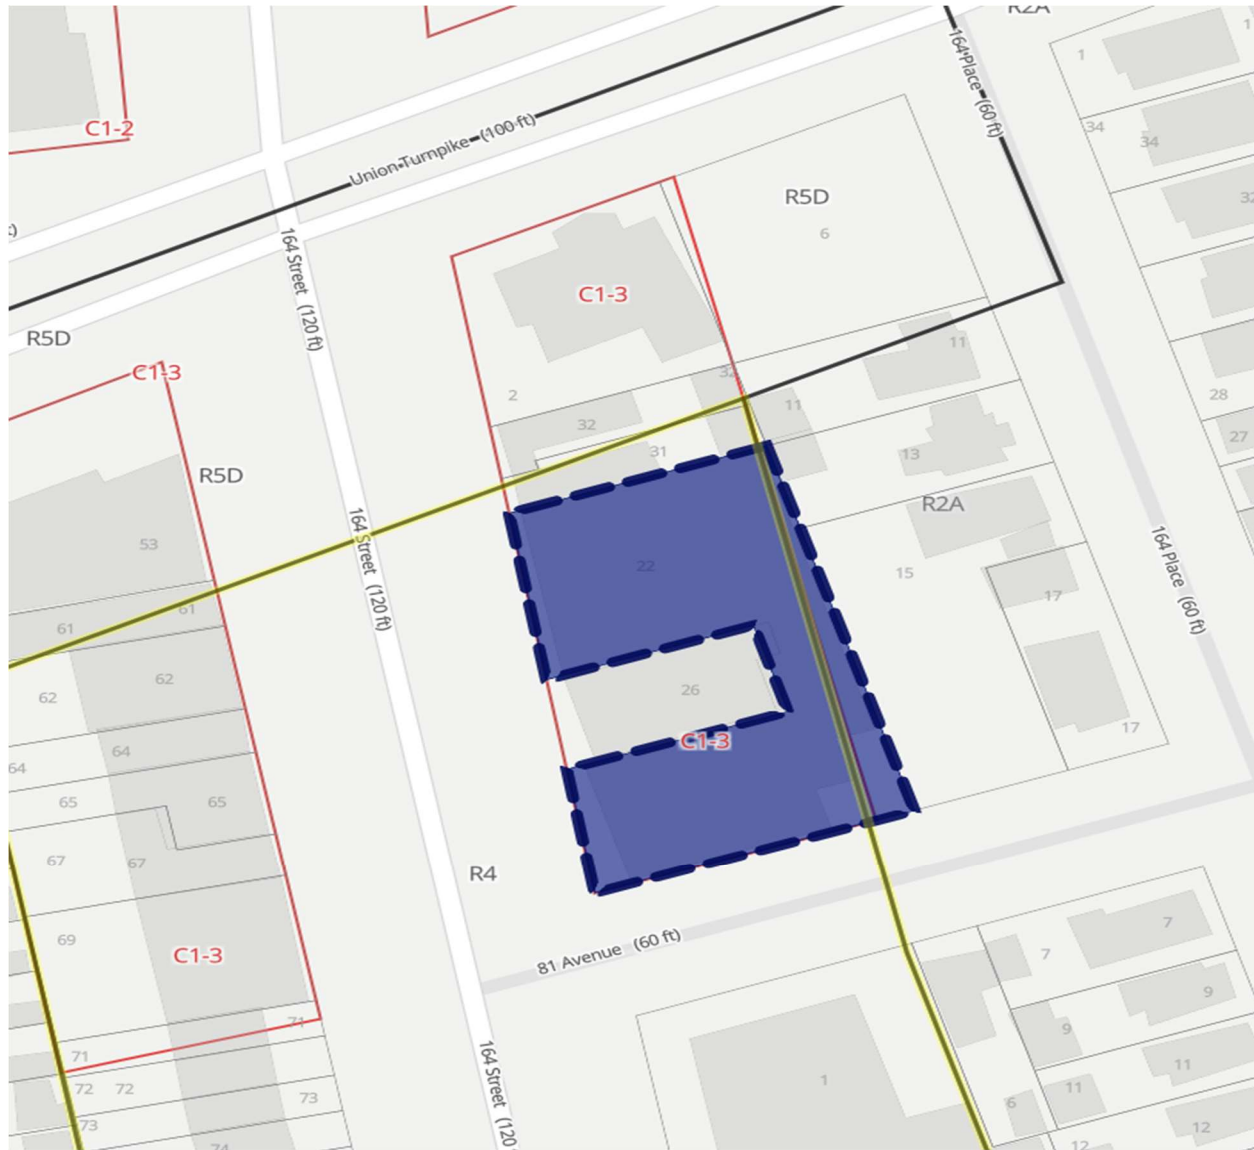 R2A
1
1
164 Place (60 ft)
C1-2
34
34
Union Turnpike (100 ft)
R5D
32
6
164 Street (120 ft)
C1-3
R5D
11
C1-3
32
2
28
11
32
27
31
13
R5D
R2A
53
164 Street (120 ft)
22
164 Place (60 ft)
15
17
61
61
62
26
62
17
C1-3
64
64
65
65
67
67
R4
7
7
69
81 Avenue (60 ft)
C1-3
9
71
9
71
11
1
72
72
11
73
6
164 Street (120
73
12
12
74